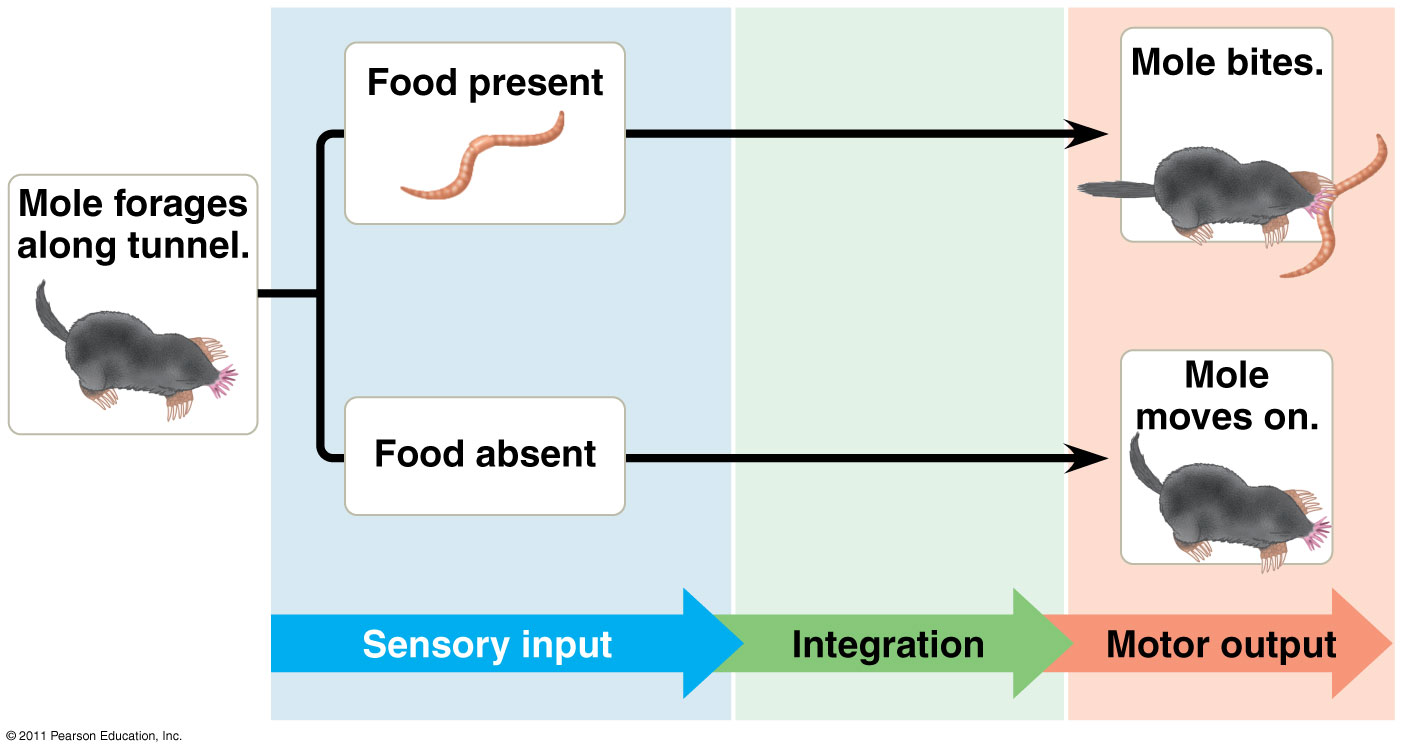 Mole forages
along tunnel.
Food present
Food absent
Mole bites.
Mole
moves on.
Sensory input
Integration
Motor output
© 2011 Pearson Education, Inc.